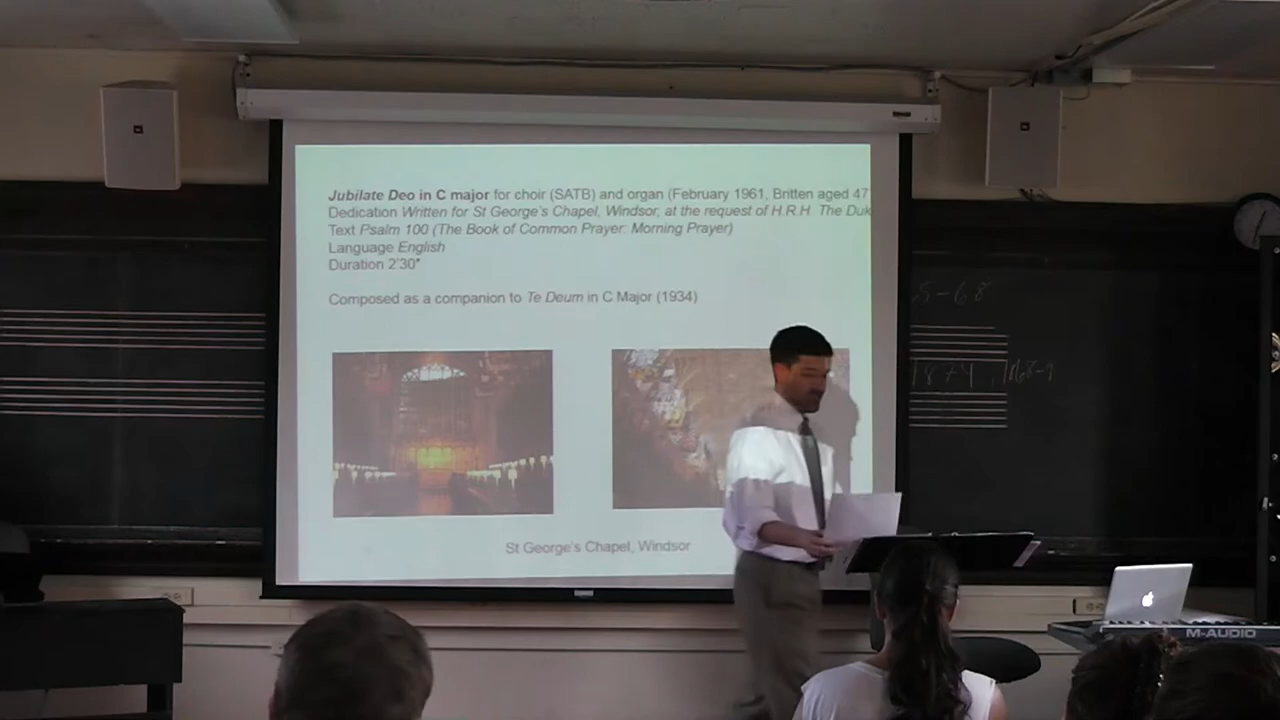 Jubilate Deo in C major for choir (SATB) and organ (February 1961, Britten aged 47
Dedication Written for St George's Chapel, Windsor, at the request of H.R.H The Duk
Text Psalm 100 (The Book of Common Prayer: Morning Prayer)
Language English
Duration 2'30"
Composed as a companion to Te Deum in C Major (1934)
St George's Chapel, Windsor
M-AUDIO